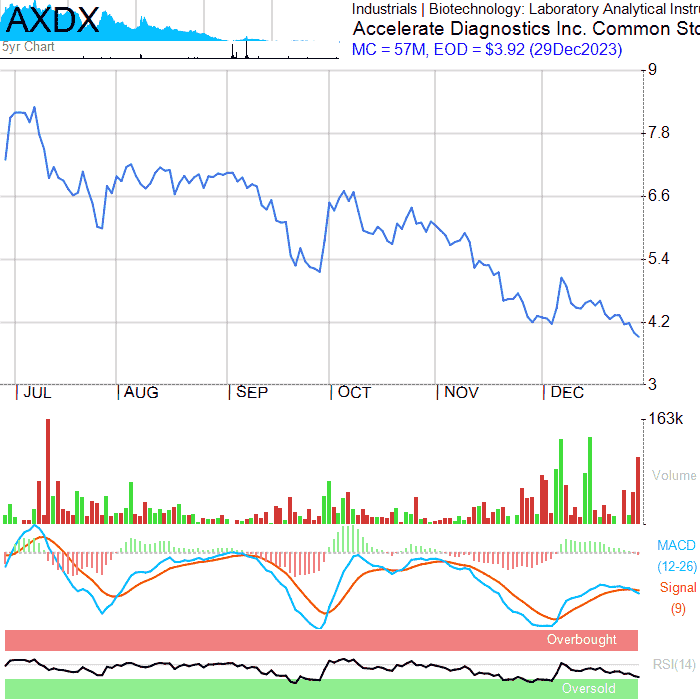 AXDX
5yr Chart
Industrials | Biotechnology: Laboratory Analytical Instru
Accelerate Diagnostics Inc. Common Sto
MC = 57M, EOD = $3.92 (29Dec2023)
9
7.8
6.6
5.4
4.2
3
| JUL | AUG | SEP | OCT | NOV | DEC
163k
Volume
MACD
(12-26)
Signal
(9)
Overbought
RSI(14)
Oversold